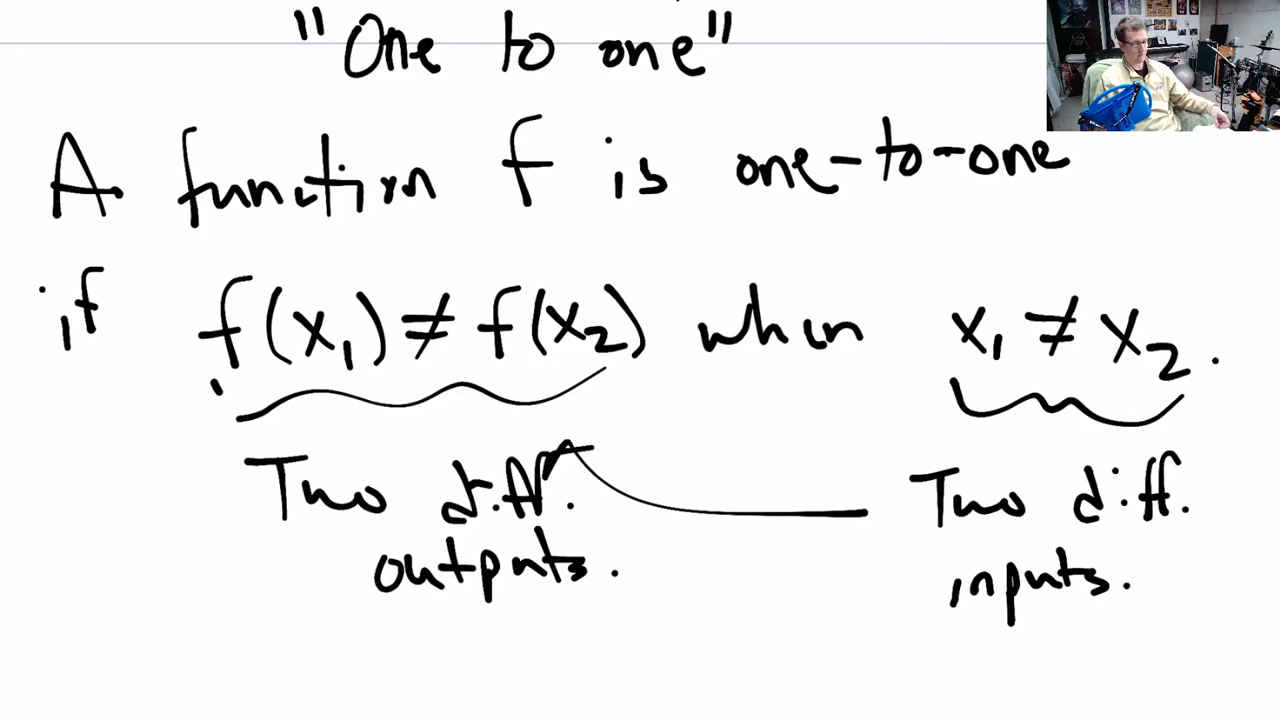 "One to one"
A function f is one-to-one
if f(x₁) ≠ f(x₂) when x₁ ≠ x₂.
Two diff. Two diff.
outputs. inputs.